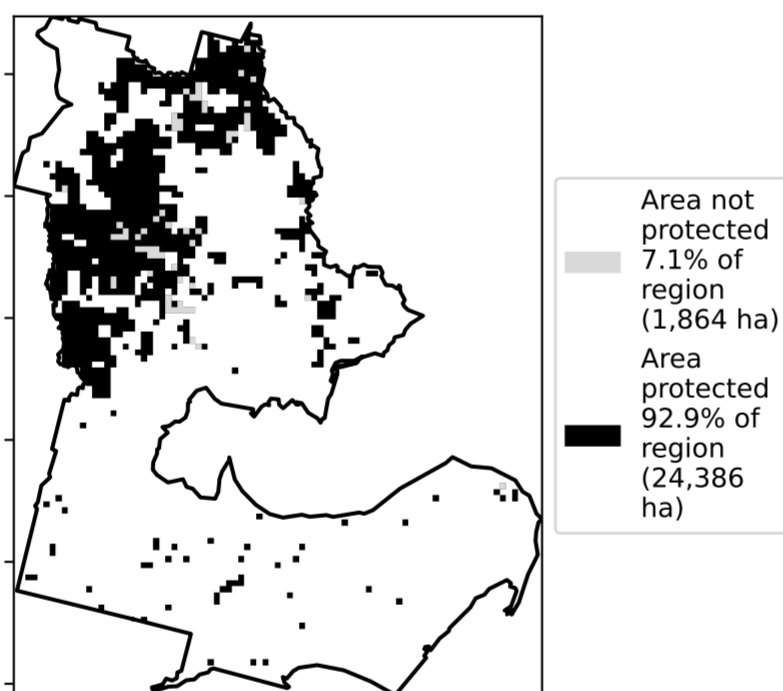 Area not
protected
7.1% of
region
(1,864 ha)
Area
protected
92.9% of
region
(24,386
ha)